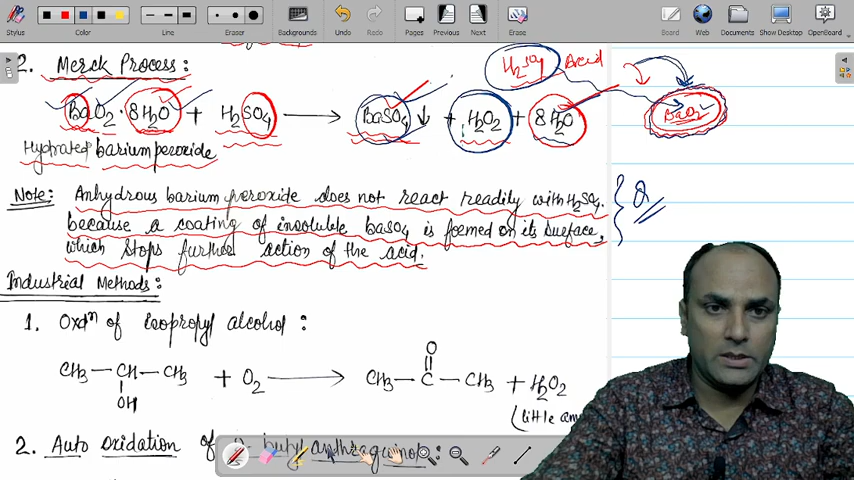 Stylus Color Line Eraser Backgrounds Undo Redo Pages Previous Next Erase Board Web Documents Show Desktop OpenBoard
2. Merck Process:
H2SO4 Acid
BaO2·8H2O + H2SO4 ⟶ BaSO4↓ + H2O2 + 8H2O
BaO2
Hydrated barium peroxide
Note: Anhydrous barium peroxide does not react readily with H2SO4.
because a coating of insoluble BaSO4 is formed on its surface,
which stops further action of the acid.
Q
Industrial Methods:
1. Oxdⁿ of Isopropyl alcohol:
O
CH3—CH—CH3 + O2 ⟶ CH3—C—CH3 + H2O2
OH
(little am
2. Auto oxidation of butyl anthraquinol: